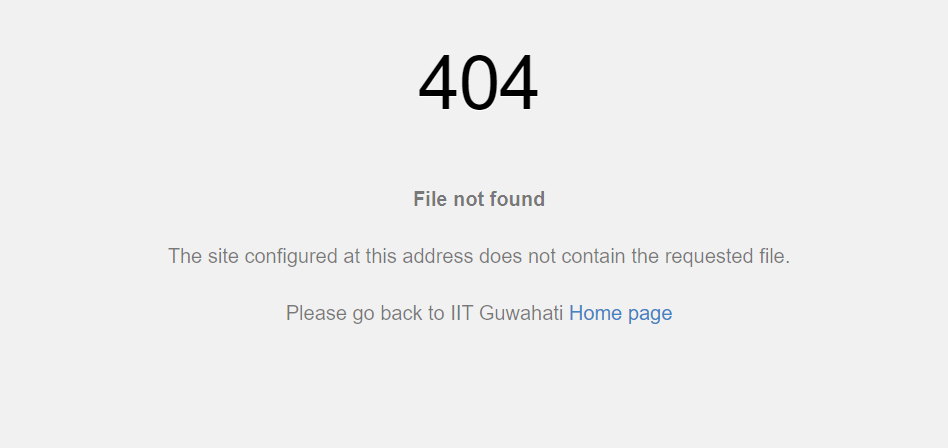 404
File not found
The site configured at this address does not contain the requested file.
Please go back to IIT Guwahati Home page